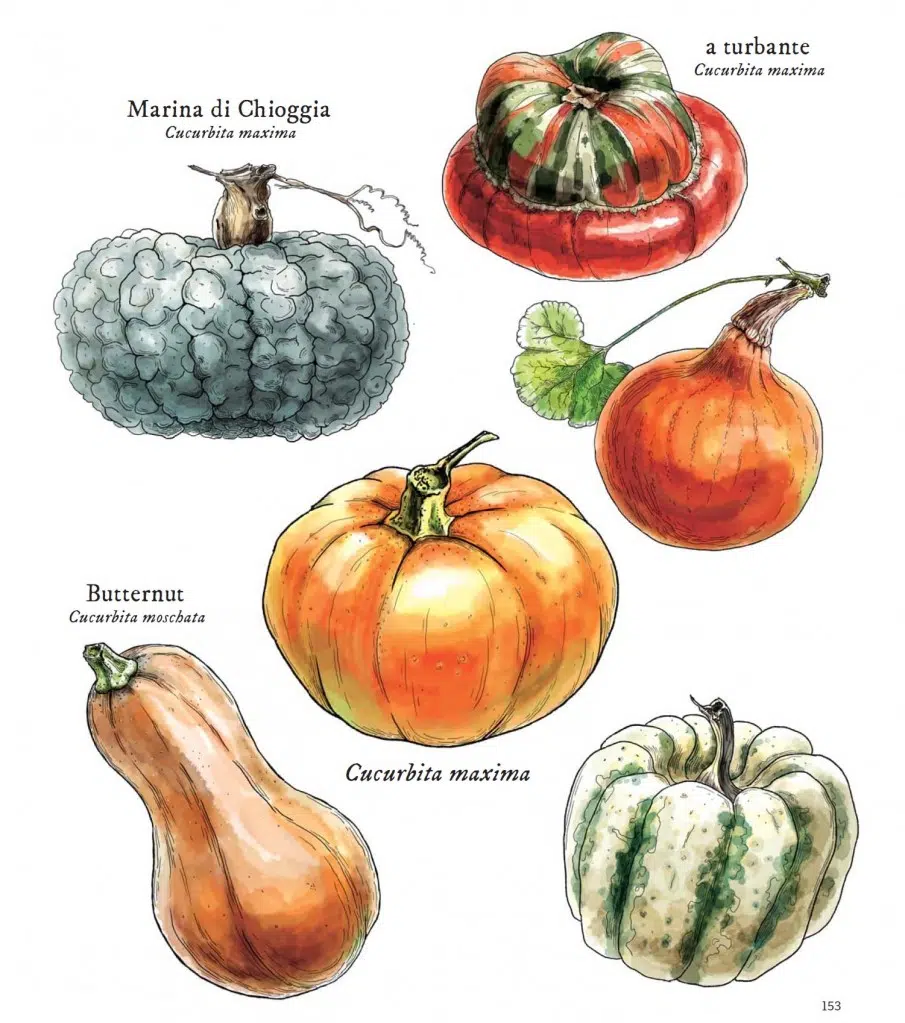 a turbante
Cucurbita maxima
Marina di Chioggia
Cucurbita maxima
Butternut
Cucurbita moschata
Cucurbita maxima
153